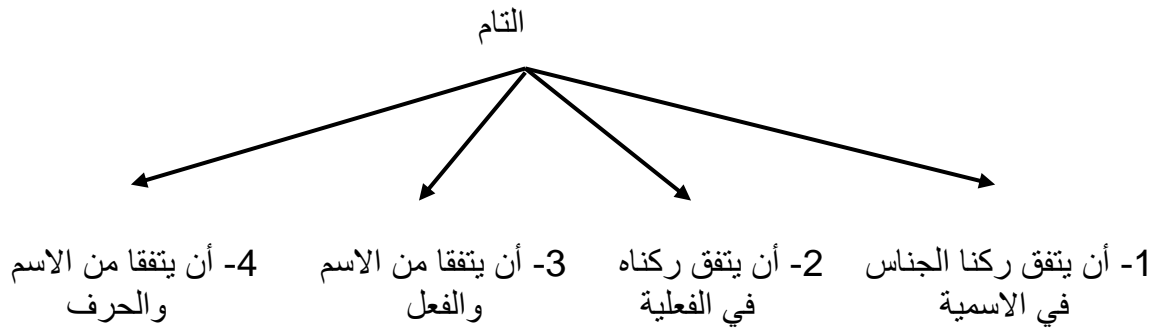 التام
1- أن يتفق ركنا الجناس
في الاسمية
2- أن يتفق ركناه
في الفعلية
3- أن يتفقا من الاسم
والفعل
4- أن يتفقا من الاسم
والحرف